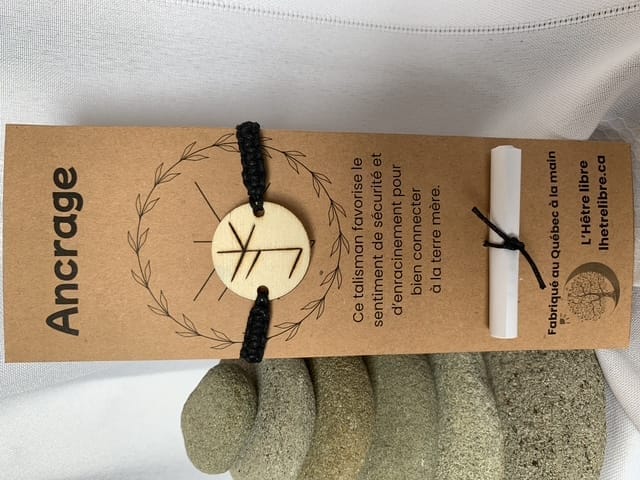 Ancrage
Ce talisman favorise le
sentiment de sécurité et
d'enracinement pour
bien connecter
à la terre mère.
Fabriqué au Québec à la main
L'Hêtre libre
lhetrelibre.ca